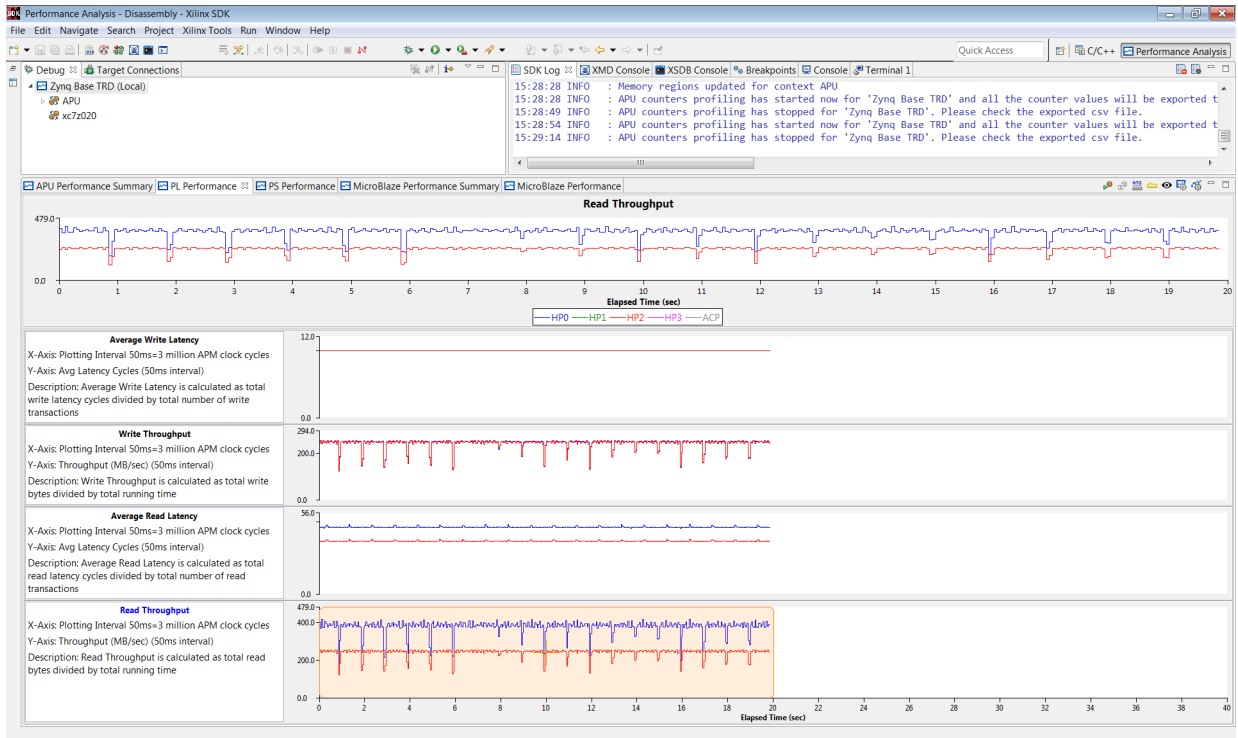 SDK Performance Analysis - Disassembly - Xilinx SDK
File Edit Navigate Search Project Xilinx Tools Run Window Help
Quick Access
C/C++
Performance Analysis
Debug
Target Connections
Zynq Base TRD (Local)
APU
xc7z020
SDK Log
XMD Console
XSDB Console
Breakpoints
Console
Terminal 1
15:28:28 INFO : Memory regions updated for context APU
15:28:28 INFO : APU counters profiling has started now for 'Zynq Base TRD' and all the counter values will be exported t
15:28:49 INFO : APU counters profiling has stopped for 'Zynq Base TRD'. Please check the exported csv file.
15:28:54 INFO : APU counters profiling has started now for 'Zynq Base TRD' and all the counter values will be exported t
15:29:14 INFO : APU counters profiling has stopped for 'Zynq Base TRD'. Please check the exported csv file.
APU Performance Summary
PL Performance
PS Performance
MicroBlaze Performance Summary
MicroBlaze Performance
Read Throughput
479.0
0.0
0 1 2 3 4 5 6 7 8 9 10 11 12 13 14 15 16 17 18 19 20
Elapsed Time (sec)
HP0 HP1 HP2 HP3 ACP
Average Write Latency
X-Axis: Plotting Interval 50ms=3 million APM clock cycles
Y-Axis: Avg Latency Cycles (50ms interval)
Description: Average Write Latency is calculated as total
write latency cycles divided by total number of write
transactions
12.0
0.0
Write Throughput
X-Axis: Plotting Interval 50ms=3 million APM clock cycles
Y-Axis: Throughput (MB/sec) (50ms interval)
Description: Write Throughput is calculated as total write
bytes divided by total running time
294.0
200.0
0.0
Average Read Latency
X-Axis: Plotting Interval 50ms=3 million APM clock cycles
Y-Axis: Avg Latency Cycles (50ms interval)
Description: Average Read Latency is calculated as total
read latency cycles divided by total number of read
transactions
56.0
0.0
Read Throughput
X-Axis: Plotting Interval 50ms=3 million APM clock cycles
Y-Axis: Throughput (MB/sec) (50ms interval)
Description: Read Throughput is calculated as total read
bytes divided by total running time
479.0
400.0
200.0
0.0
0 2 4 6 8 10 12 14 16 18 20 22 24 26 28 30 32 34 36 38 40
Elapsed Time (sec)